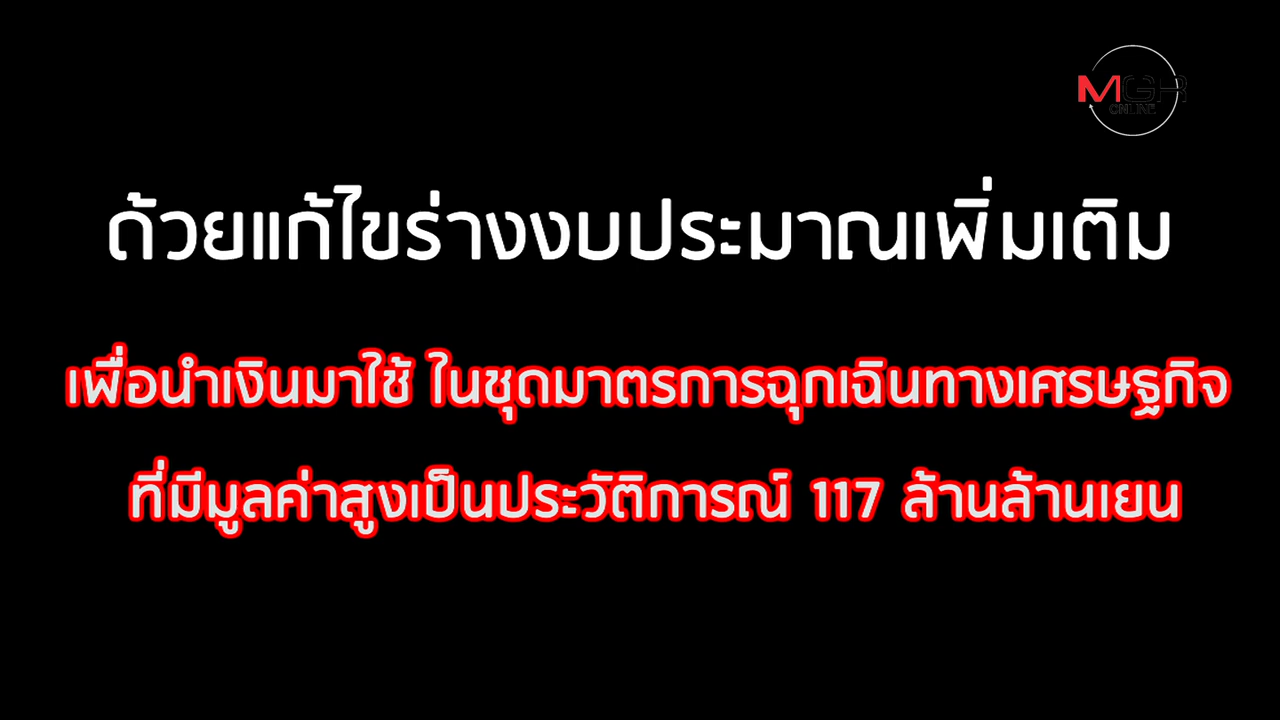 MGR
ONLINE
ด้วยแก้ไขร่างงบประมาณเพิ่มเติม
เพื่อนำเงินมาใช้ ในชุดมาตรการฉุกเฉินทางเศรษฐกิจ
ที่มีมูลค่าสูงเป็นประวัติการณ์ 117 ล้านล้านเยน